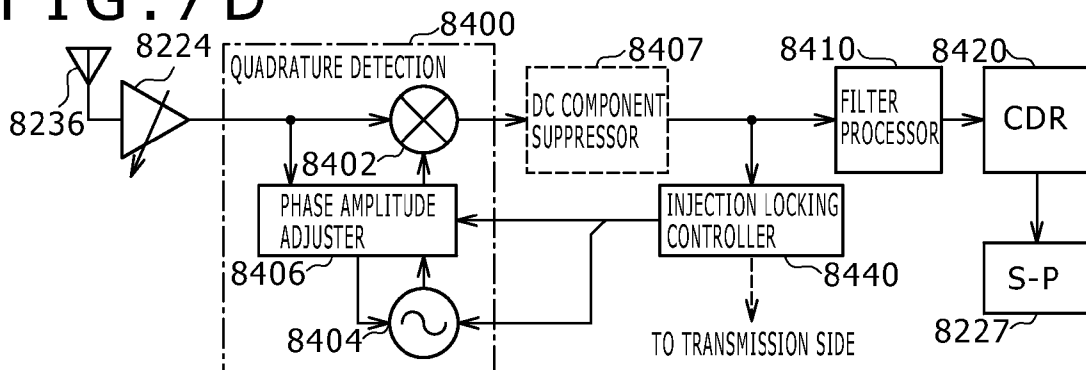 FIG.7D
8400
8224
8407
8410
8420
QUADRATURE DETECTION
8236
8402
DC COMPONENT
SUPPRESSOR
FILTER
PROCESSOR
CDR
PHASE AMPLITUDE
ADJUSTER
INJECTION LOCKING
CONTROLLER
8406
8440
S-P
8404
TO TRANSMISSION SIDE
8227